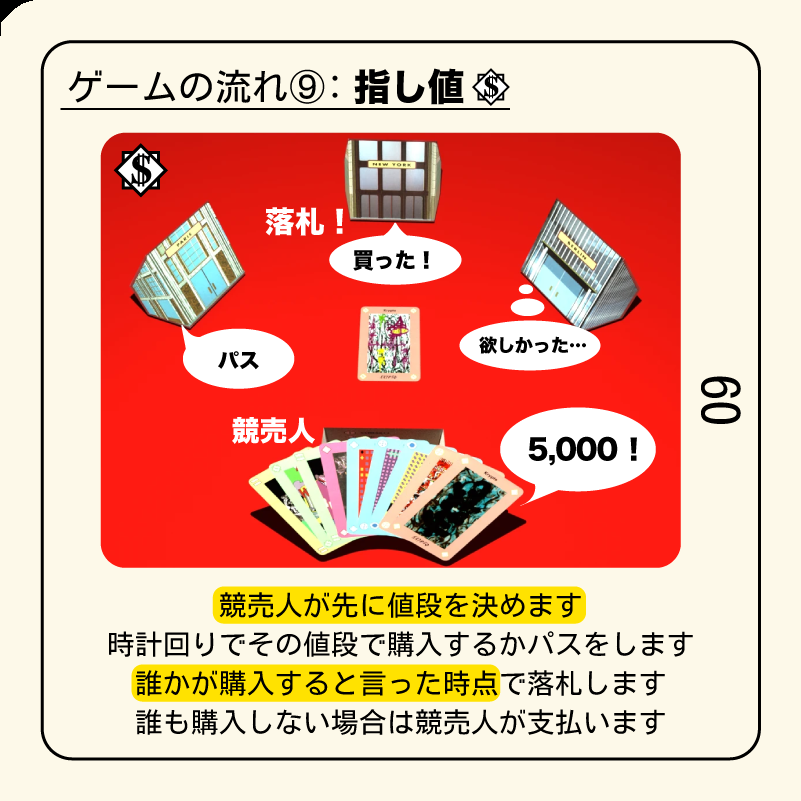 ゲームの流れ⑨：指し値
$
$
NEW YORK
落札！
買った！
PARIS
BERLIN
パス
欲しかった…
競売人
5,000！
09
競売人が先に値段を決めます
時計回りでその値段で購入するかパスをします
誰かが購入すると言った時点で落札します
誰も購入しない場合は競売人が支払います